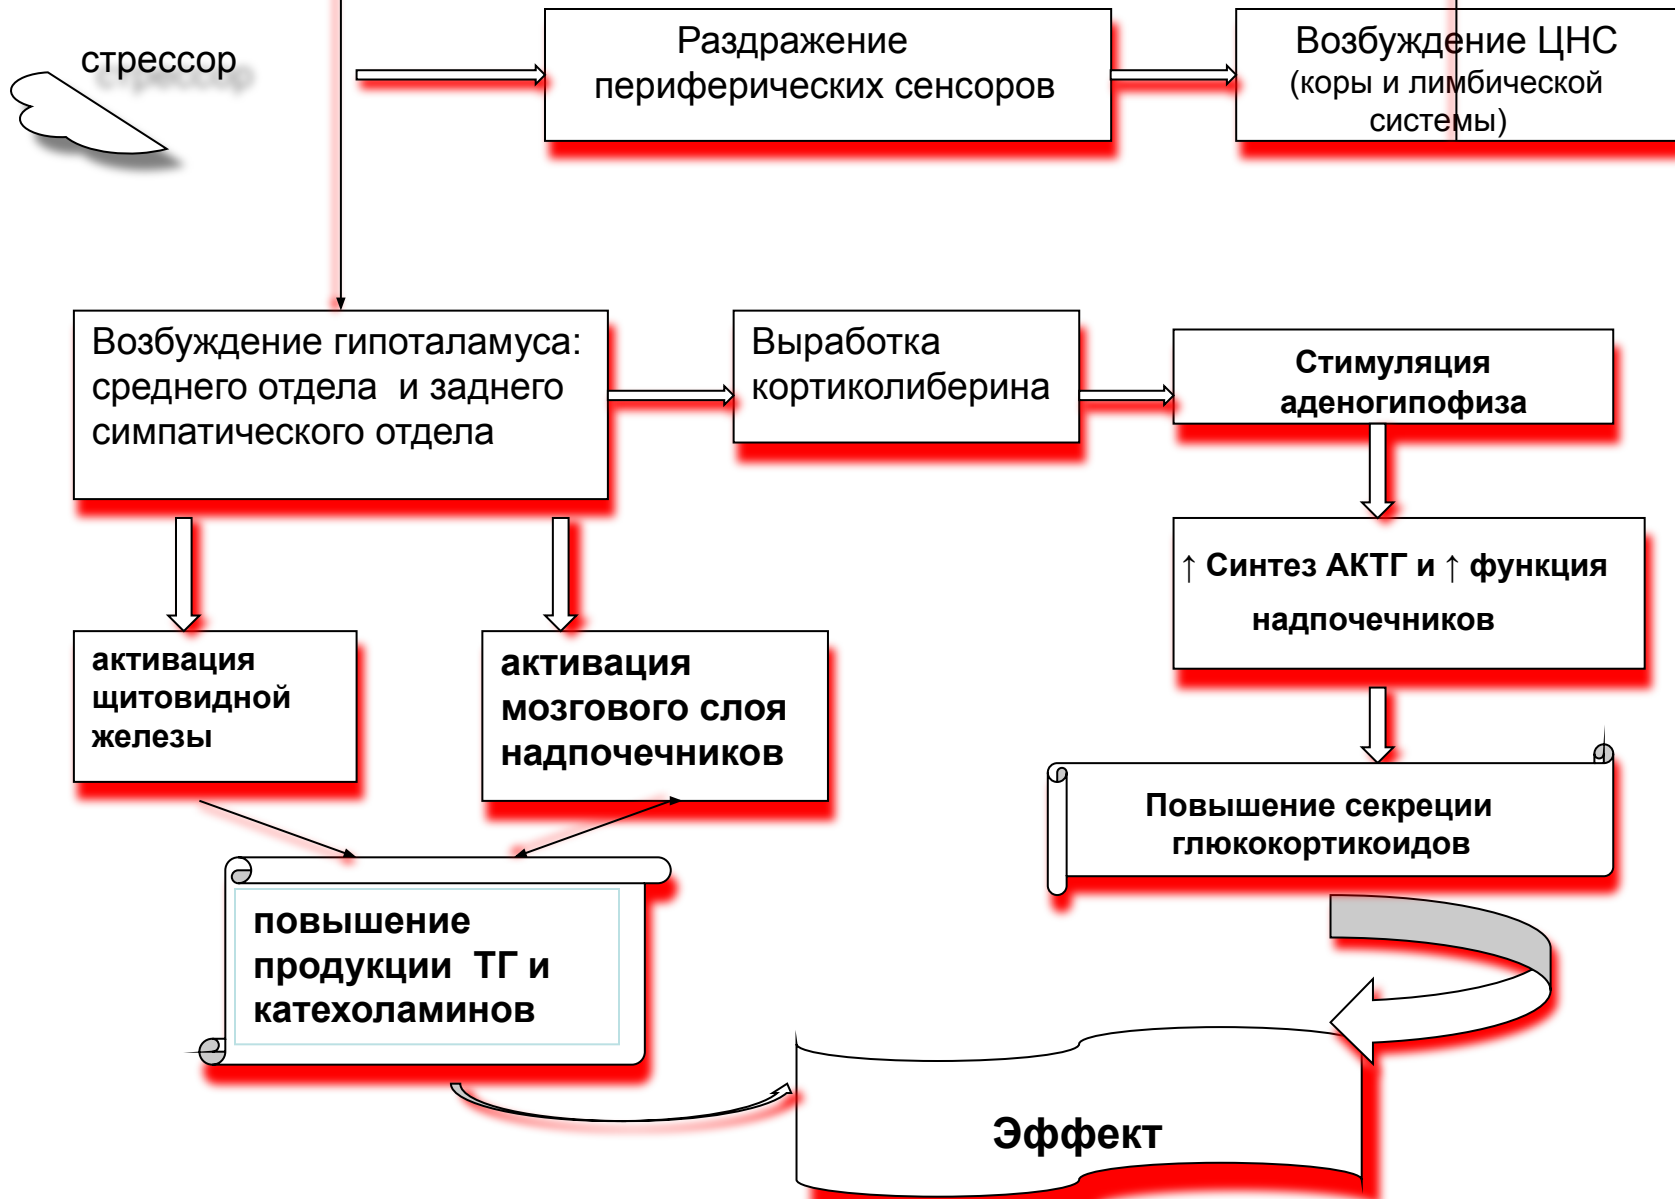 стрессор
Раздражение
периферических сенсоров
Возбуждение ЦНС
(коры и лимбической
системы)
Возбуждение гипоталамуса:
среднего отдела и заднего
симпатического отдела
Выработка
кортиколиберина
Стимуляция
аденогипофиза
↑ Синтез АКТГ и ↑ функция
надпочечников
активация
щитовидной
железы
активация
мозгового слоя
надпочечников
Повышение секреции
глюкокортикоидов
повышение
продукции ТГ и
катехоламинов
Эффект